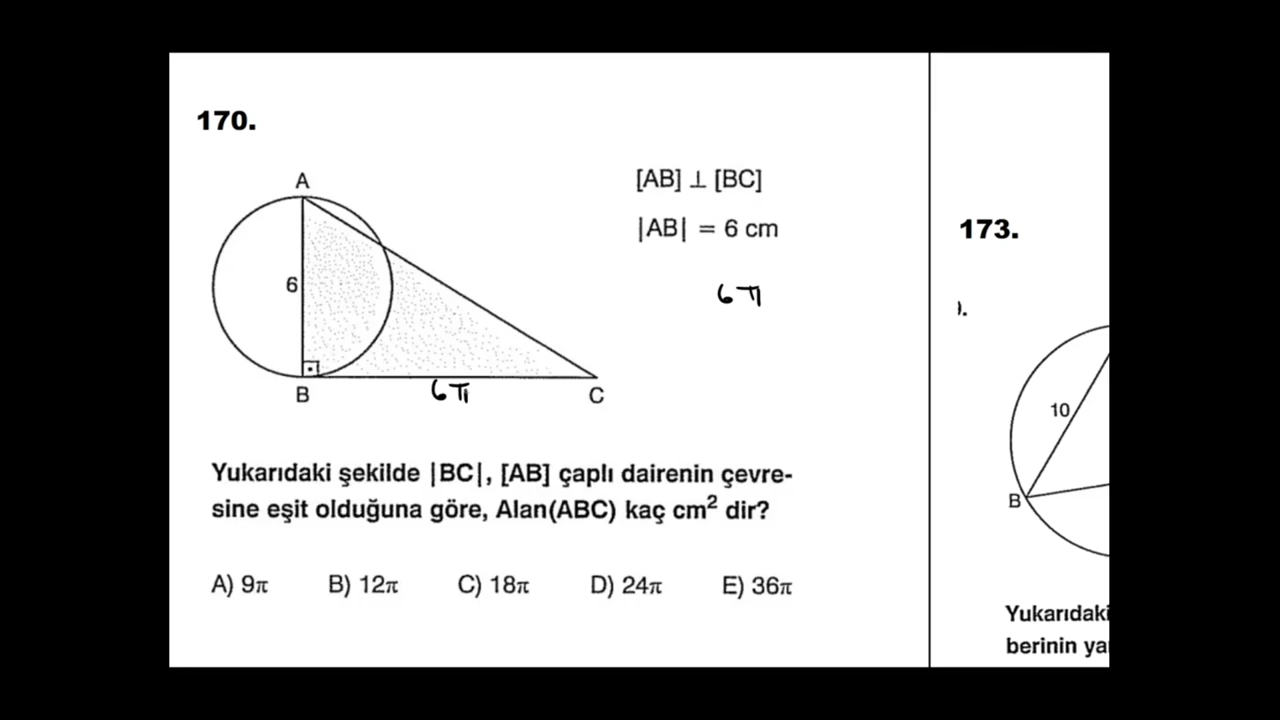 170.
A
[AB] ⊥ [BC]
|AB| = 6 cm
6
6π
B
6π
C
Yukarıdaki şekilde |BC|, [AB] çaplı dairenin çevre-
sine eşit olduğuna göre, Alan(ABC) kaç cm² dir?
A) 9π B) 12π C) 18π D) 24π E) 36π
173.
).
10
B
Yukarıdaki
berinin ya